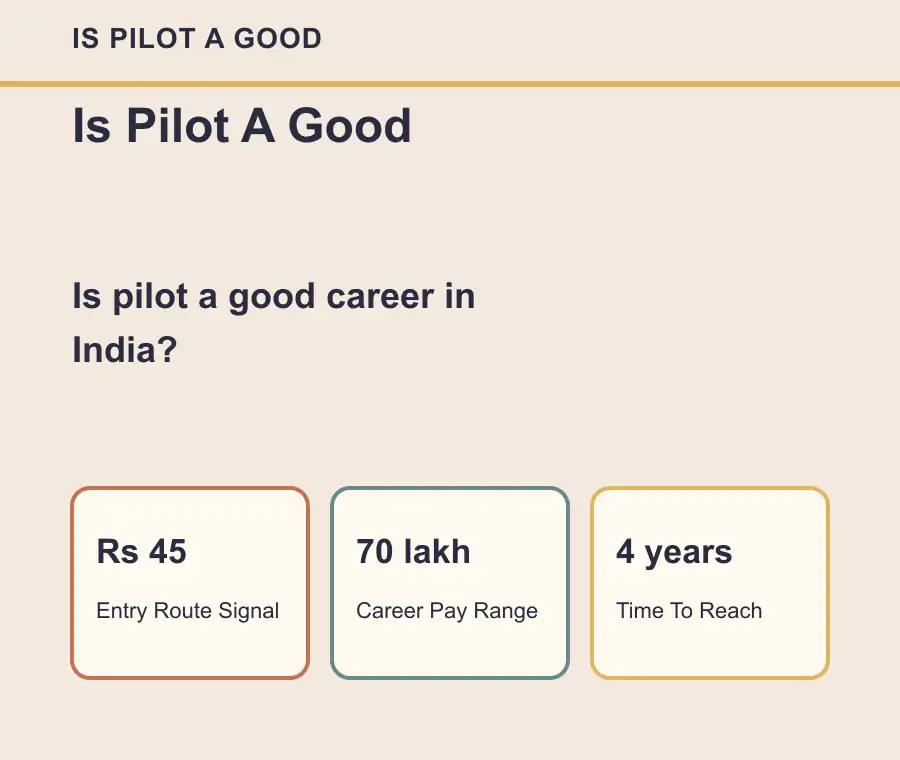 IS PILOT A GOOD
Is Pilot A Good
Is pilot a good career in
India?
Rs 45
Entry Route Signal
70 lakh
Career Pay Range
4 years
Time To Reach